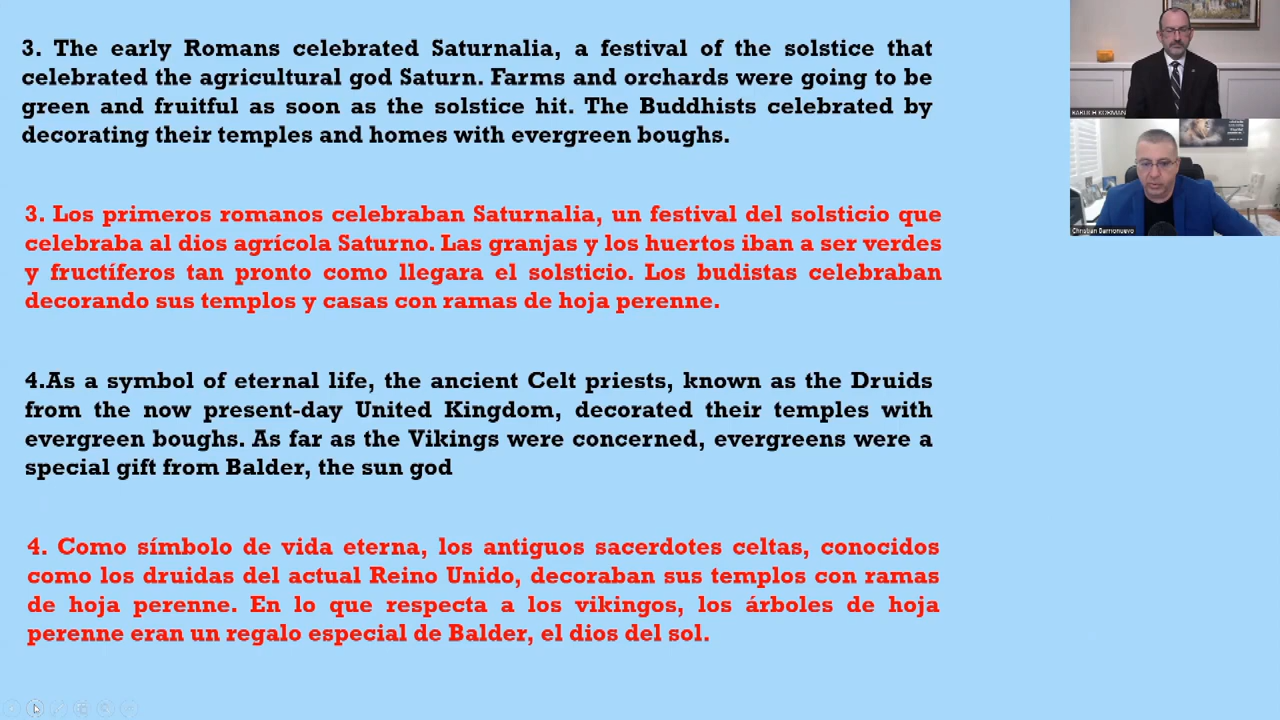 3. The early Romans celebrated Saturnalia, a festival of the solstice that
celebrated the agricultural god Saturn. Farms and orchards were going to be
green and fruitful as soon as the solstice hit. The Buddhists celebrated by
decorating their temples and homes with evergreen boughs.
3. Los primeros romanos celebraban Saturnalia, un festival del solsticio que
celebraba al dios agrícola Saturno. Las granjas y los huertos iban a ser verdes
y fructíferos tan pronto como llegara el solsticio. Los budistas celebraban
decorando sus templos y casas con ramas de hoja perenne.
4.As a symbol of eternal life, the ancient Celt priests, known as the Druids
from the now present-day United Kingdom, decorated their temples with
evergreen boughs. As far as the Vikings were concerned, evergreens were a
special gift from Balder, the sun god
4. Como símbolo de vida eterna, los antiguos sacerdotes celtas, conocidos
como los druidas del actual Reino Unido, decoraban sus templos con ramas
de hoja perenne. En lo que respecta a los vikingos, los árboles de hoja
perenne eran un regalo especial de Balder, el dios del sol.
Christian